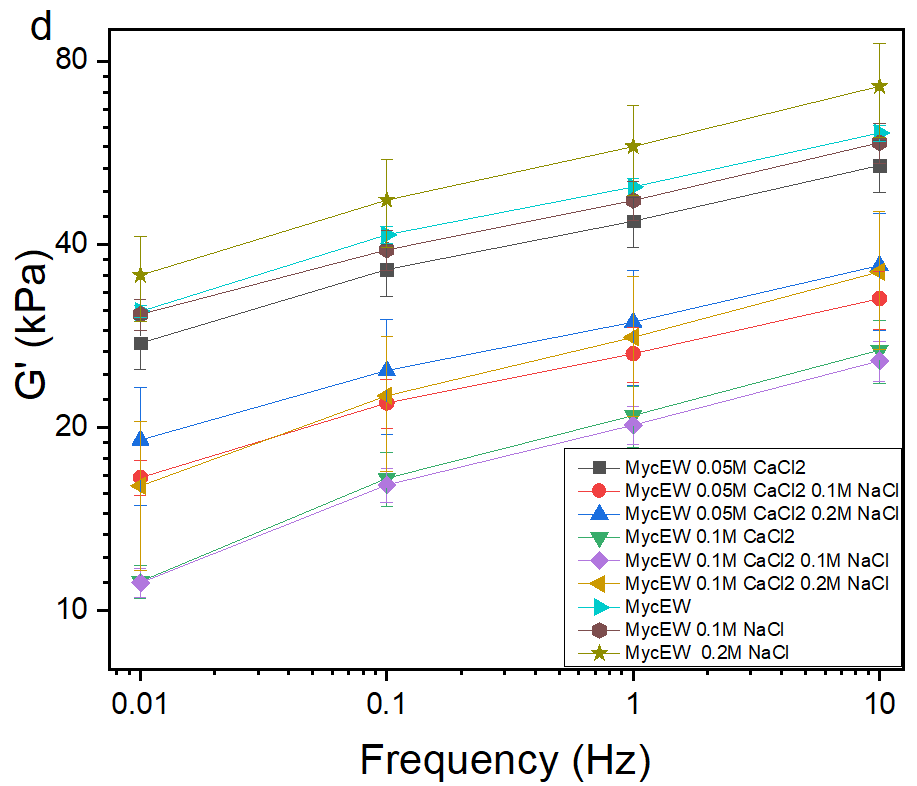 d
80
40
20
10
G' (kPa)
MycEW 0.05M CaCl2
MycEW 0.05M CaCl2 0.1M NaCl
MycEW 0.05M CaCl2 0.2M NaCl
MycEW 0.1M CaCl2
MycEW 0.1M CaCl2 0.1M NaCl
MycEW 0.1M CaCl2 0.2M NaCl
MycEW
MycEW 0.1M NaCl
MycEW  0.2M NaCl
0.01 0.1 1 10
Frequency (Hz)